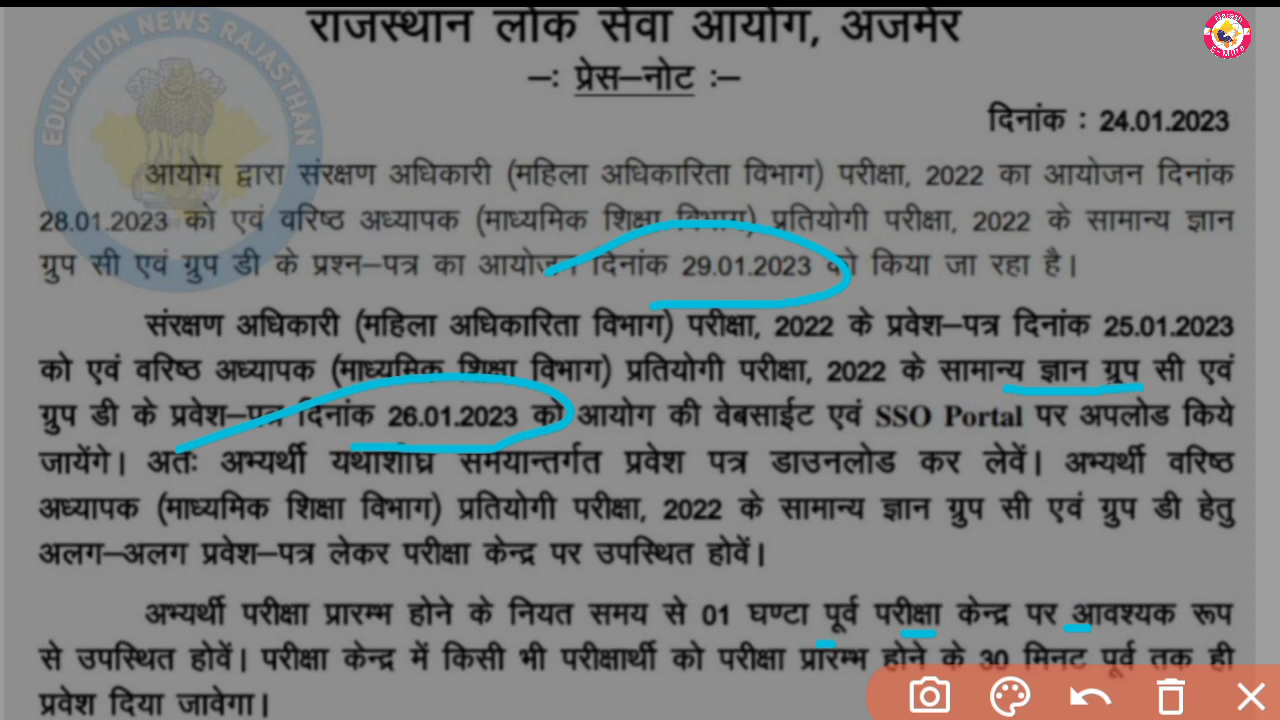 राजस्थान लोक सेवा आयोग, अजमेर
EDUCATION NEWS RAJASTHAN
–: प्रेस–नोट :–
दिनांक : 24.01.2023
आयोग द्वारा संरक्षण अधिकारी (महिला अधिकारिता विभाग) परीक्षा, 2022 का आयोजन दिनांक
28.01.2023 को एवं वरिष्ठ अध्यापक (माध्यमिक शिक्षा विभाग) प्रतियोगी परीक्षा, 2022 के सामान्य ज्ञान
ग्रुप सी एवं ग्रुप डी के प्रश्न–पत्र का आयोजन दिनांक 29.01.2023 को किया जा रहा है।
संरक्षण अधिकारी (महिला अधिकारिता विभाग) परीक्षा, 2022 के प्रवेश–पत्र दिनांक 25.01.2023
को एवं वरिष्ठ अध्यापक (माध्यमिक शिक्षा विभाग) प्रतियोगी परीक्षा, 2022 के सामान्य ज्ञान ग्रुप सी एवं
ग्रुप डी के प्रवेश–पत्र दिनांक 26.01.2023 को आयोग की वेबसाईट एवं SSO Portal पर अपलोड किये
जायेंगे। अतः अभ्यर्थी यथाशीघ्र समयान्तर्गत प्रवेश पत्र डाउनलोड कर लेवें। अभ्यर्थी वरिष्ठ
अध्यापक (माध्यमिक शिक्षा विभाग) प्रतियोगी परीक्षा, 2022 के सामान्य ज्ञान ग्रुप सी एवं ग्रुप डी हेतु
अलग–अलग प्रवेश–पत्र लेकर परीक्षा केन्द्र पर उपस्थित होवें।
अभ्यर्थी परीक्षा प्रारम्भ होने के नियत समय से 01 घण्टा पूर्व परीक्षा केन्द्र पर आवश्यक रूप
से उपस्थित होवें। परीक्षा केन्द्र में किसी भी परीक्षार्थी को परीक्षा प्रारम्भ होने के 30 मिनट पूर्व तक ही
प्रवेश दिया जावेगा।